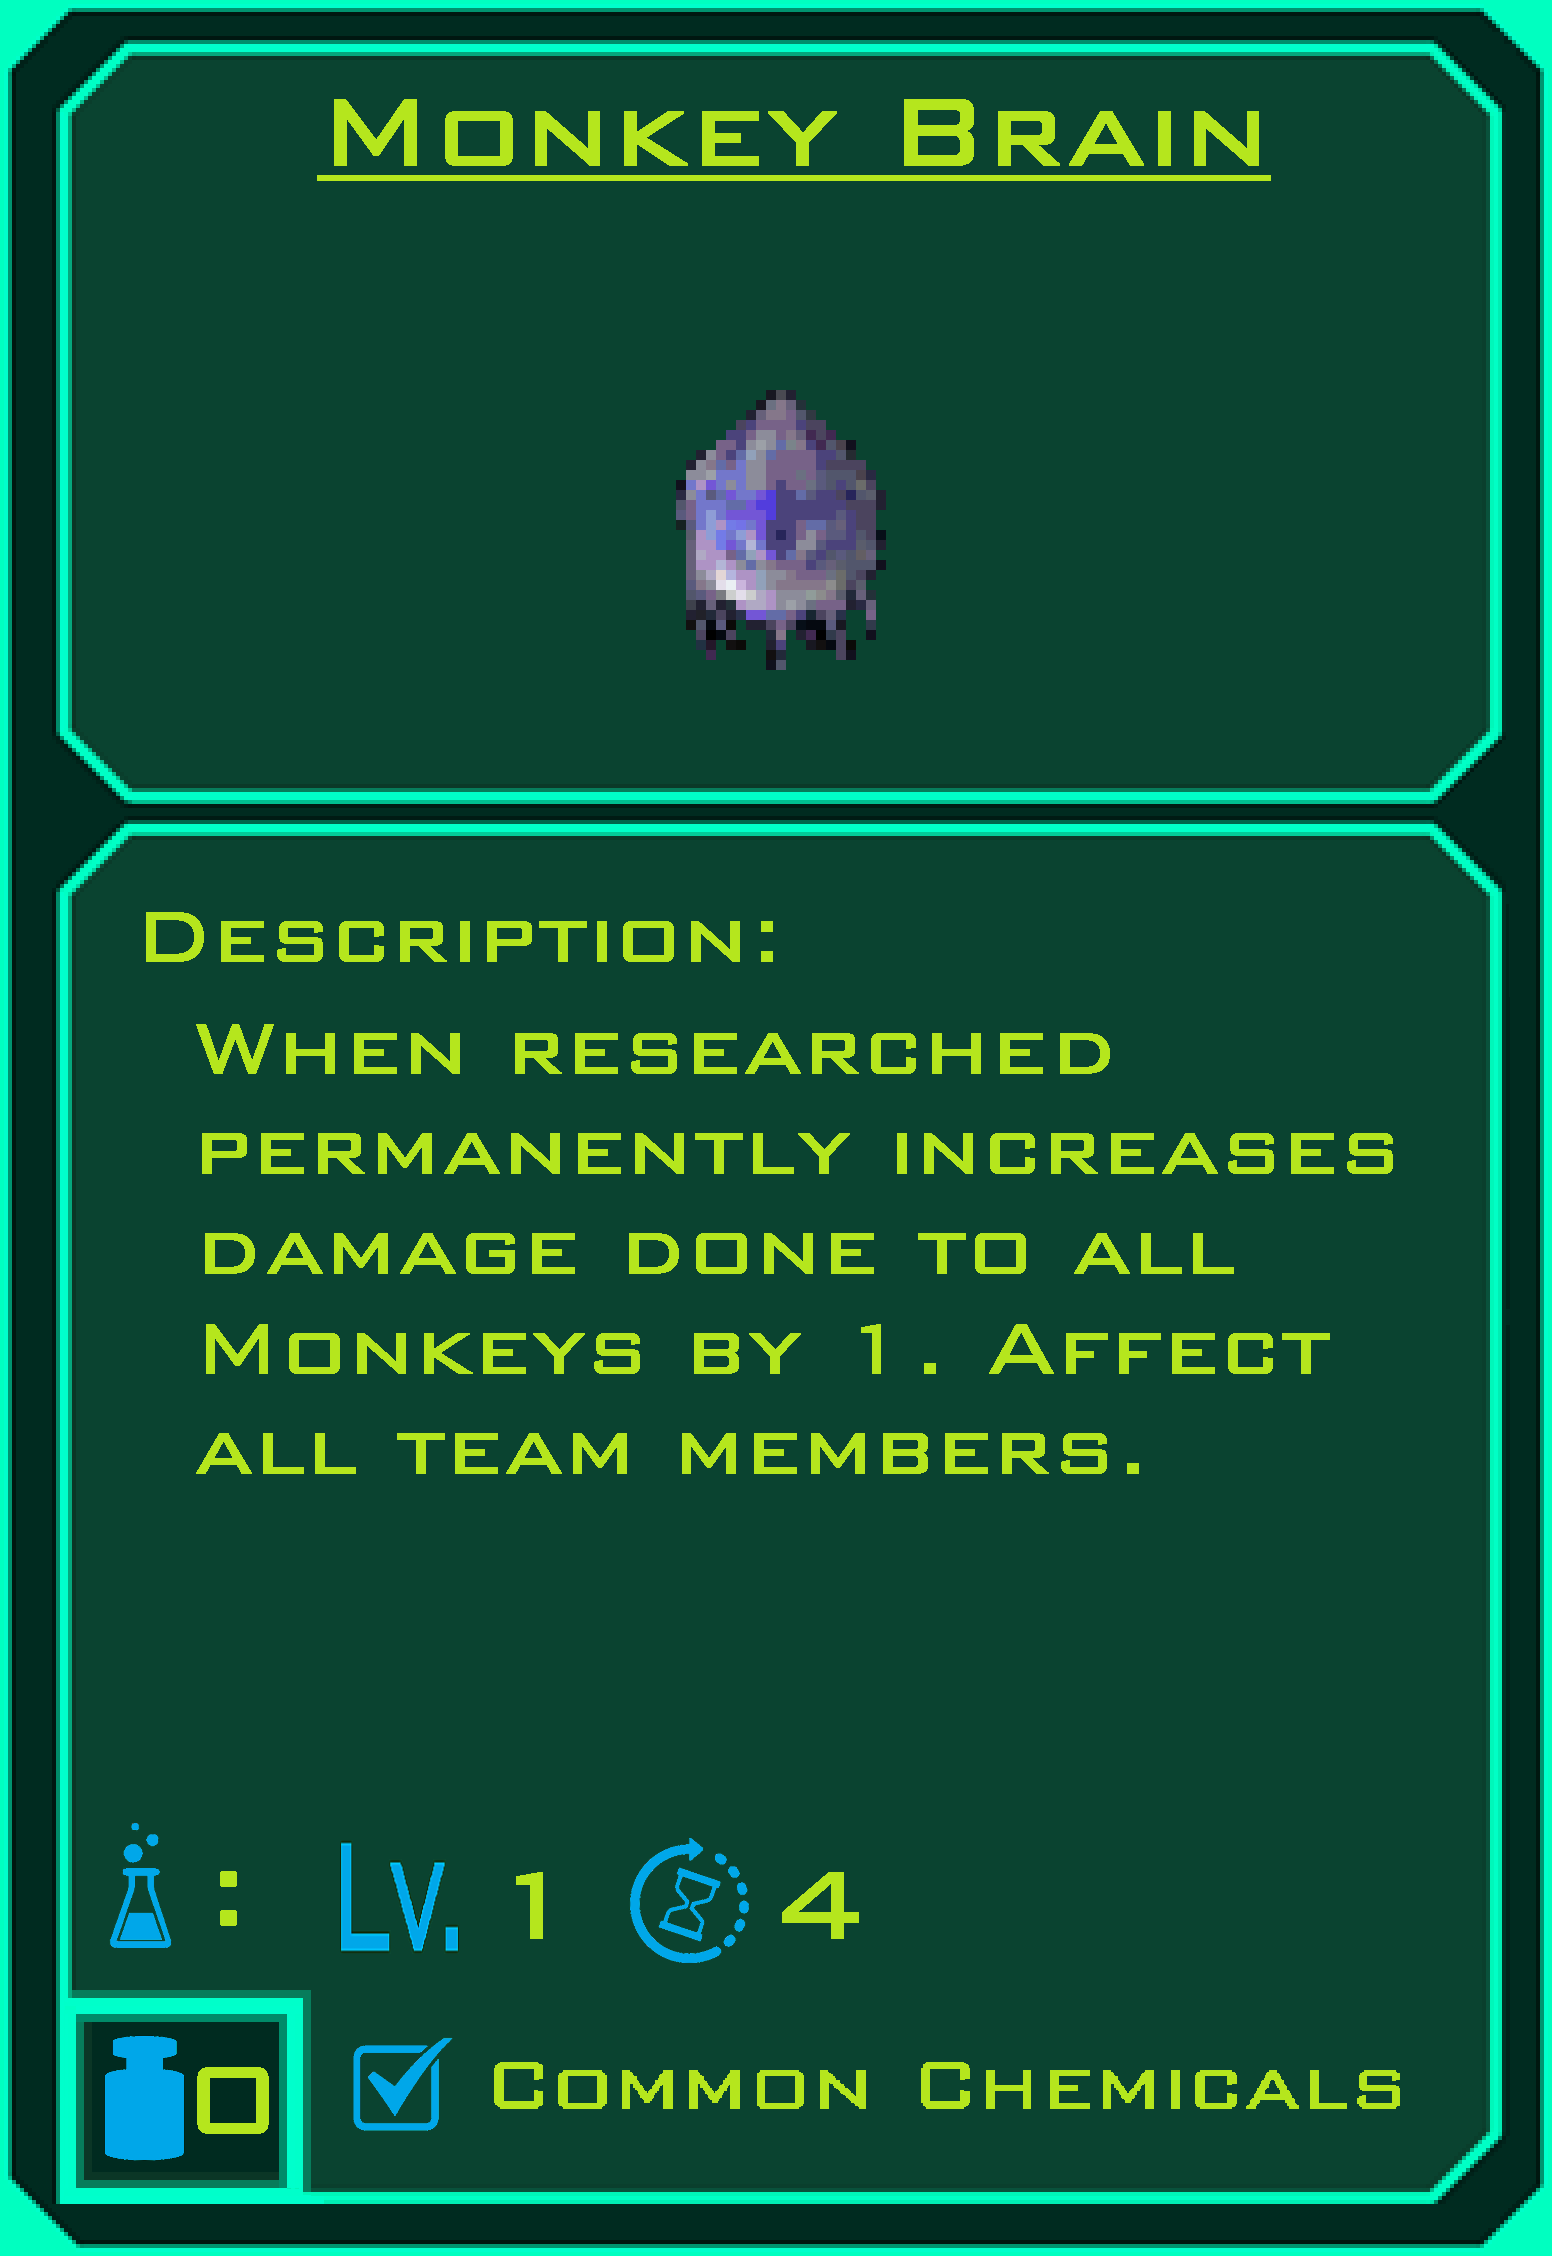 Monkey Brain
Description:
When researched
permanently increases
damage done to all
Monkeys by 1. Affect
all team members.
: Lv. 1 4
0 Common Chemicals